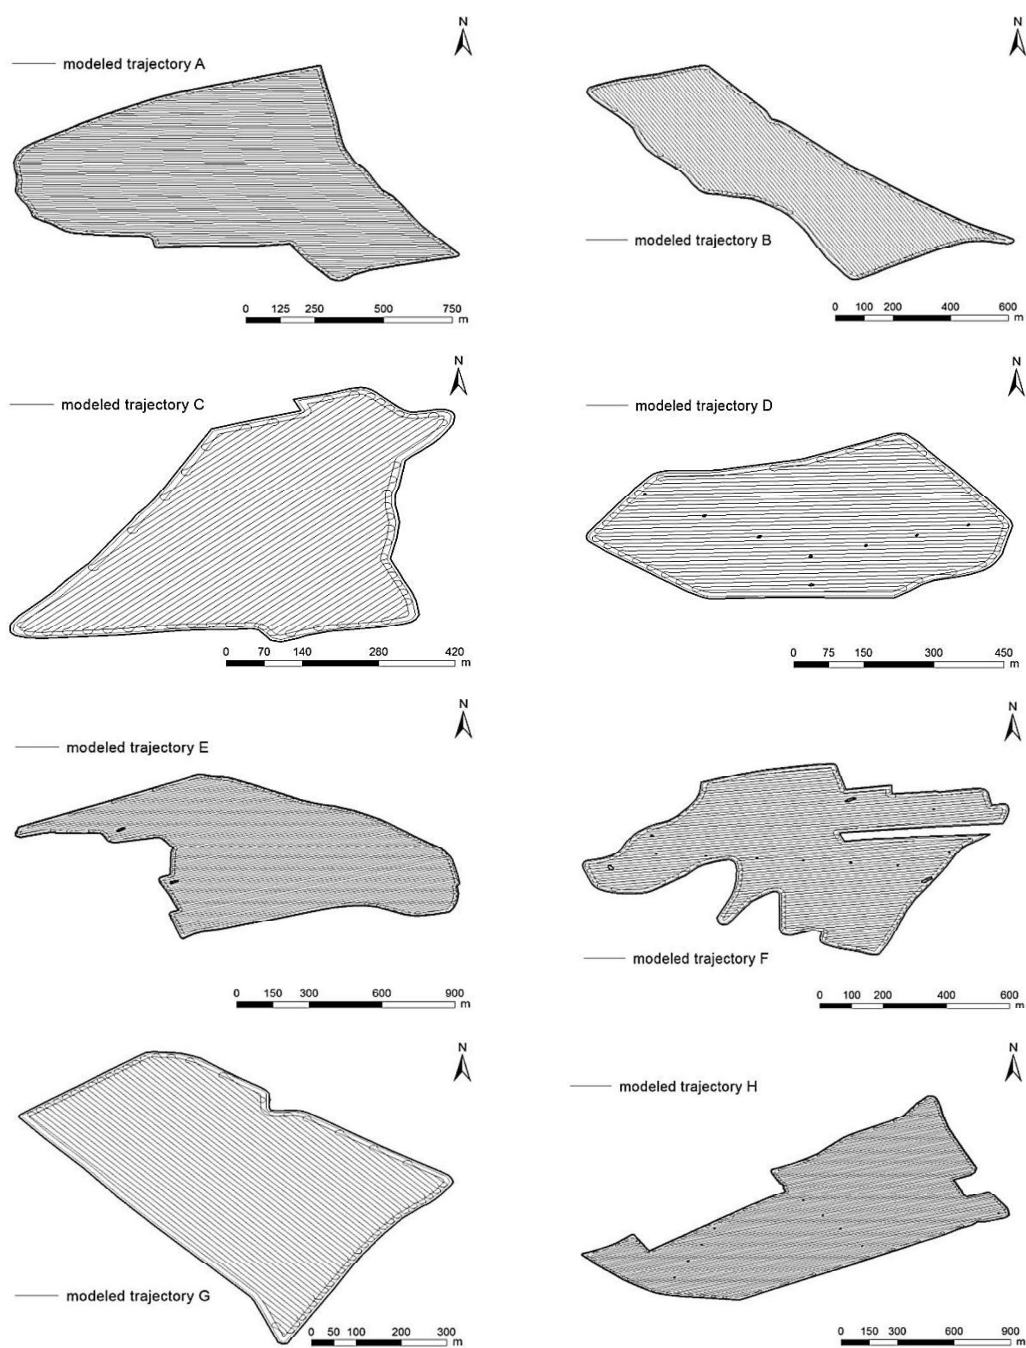 N
modeled trajectory A
0 125 250 500 750
m
N
modeled trajectory B
0 100 200 400 600
m
N
modeled trajectory C
0 70 140 280 420
m
N
modeled trajectory D
0 75 150 300 450
m
N
modeled trajectory E
0 150 300 600 900
m
N
modeled trajectory F
0 100 200 400 600
m
N
modeled trajectory G
0 50 100 200 300
m
N
modeled trajectory H
0 150 300 600 900
m